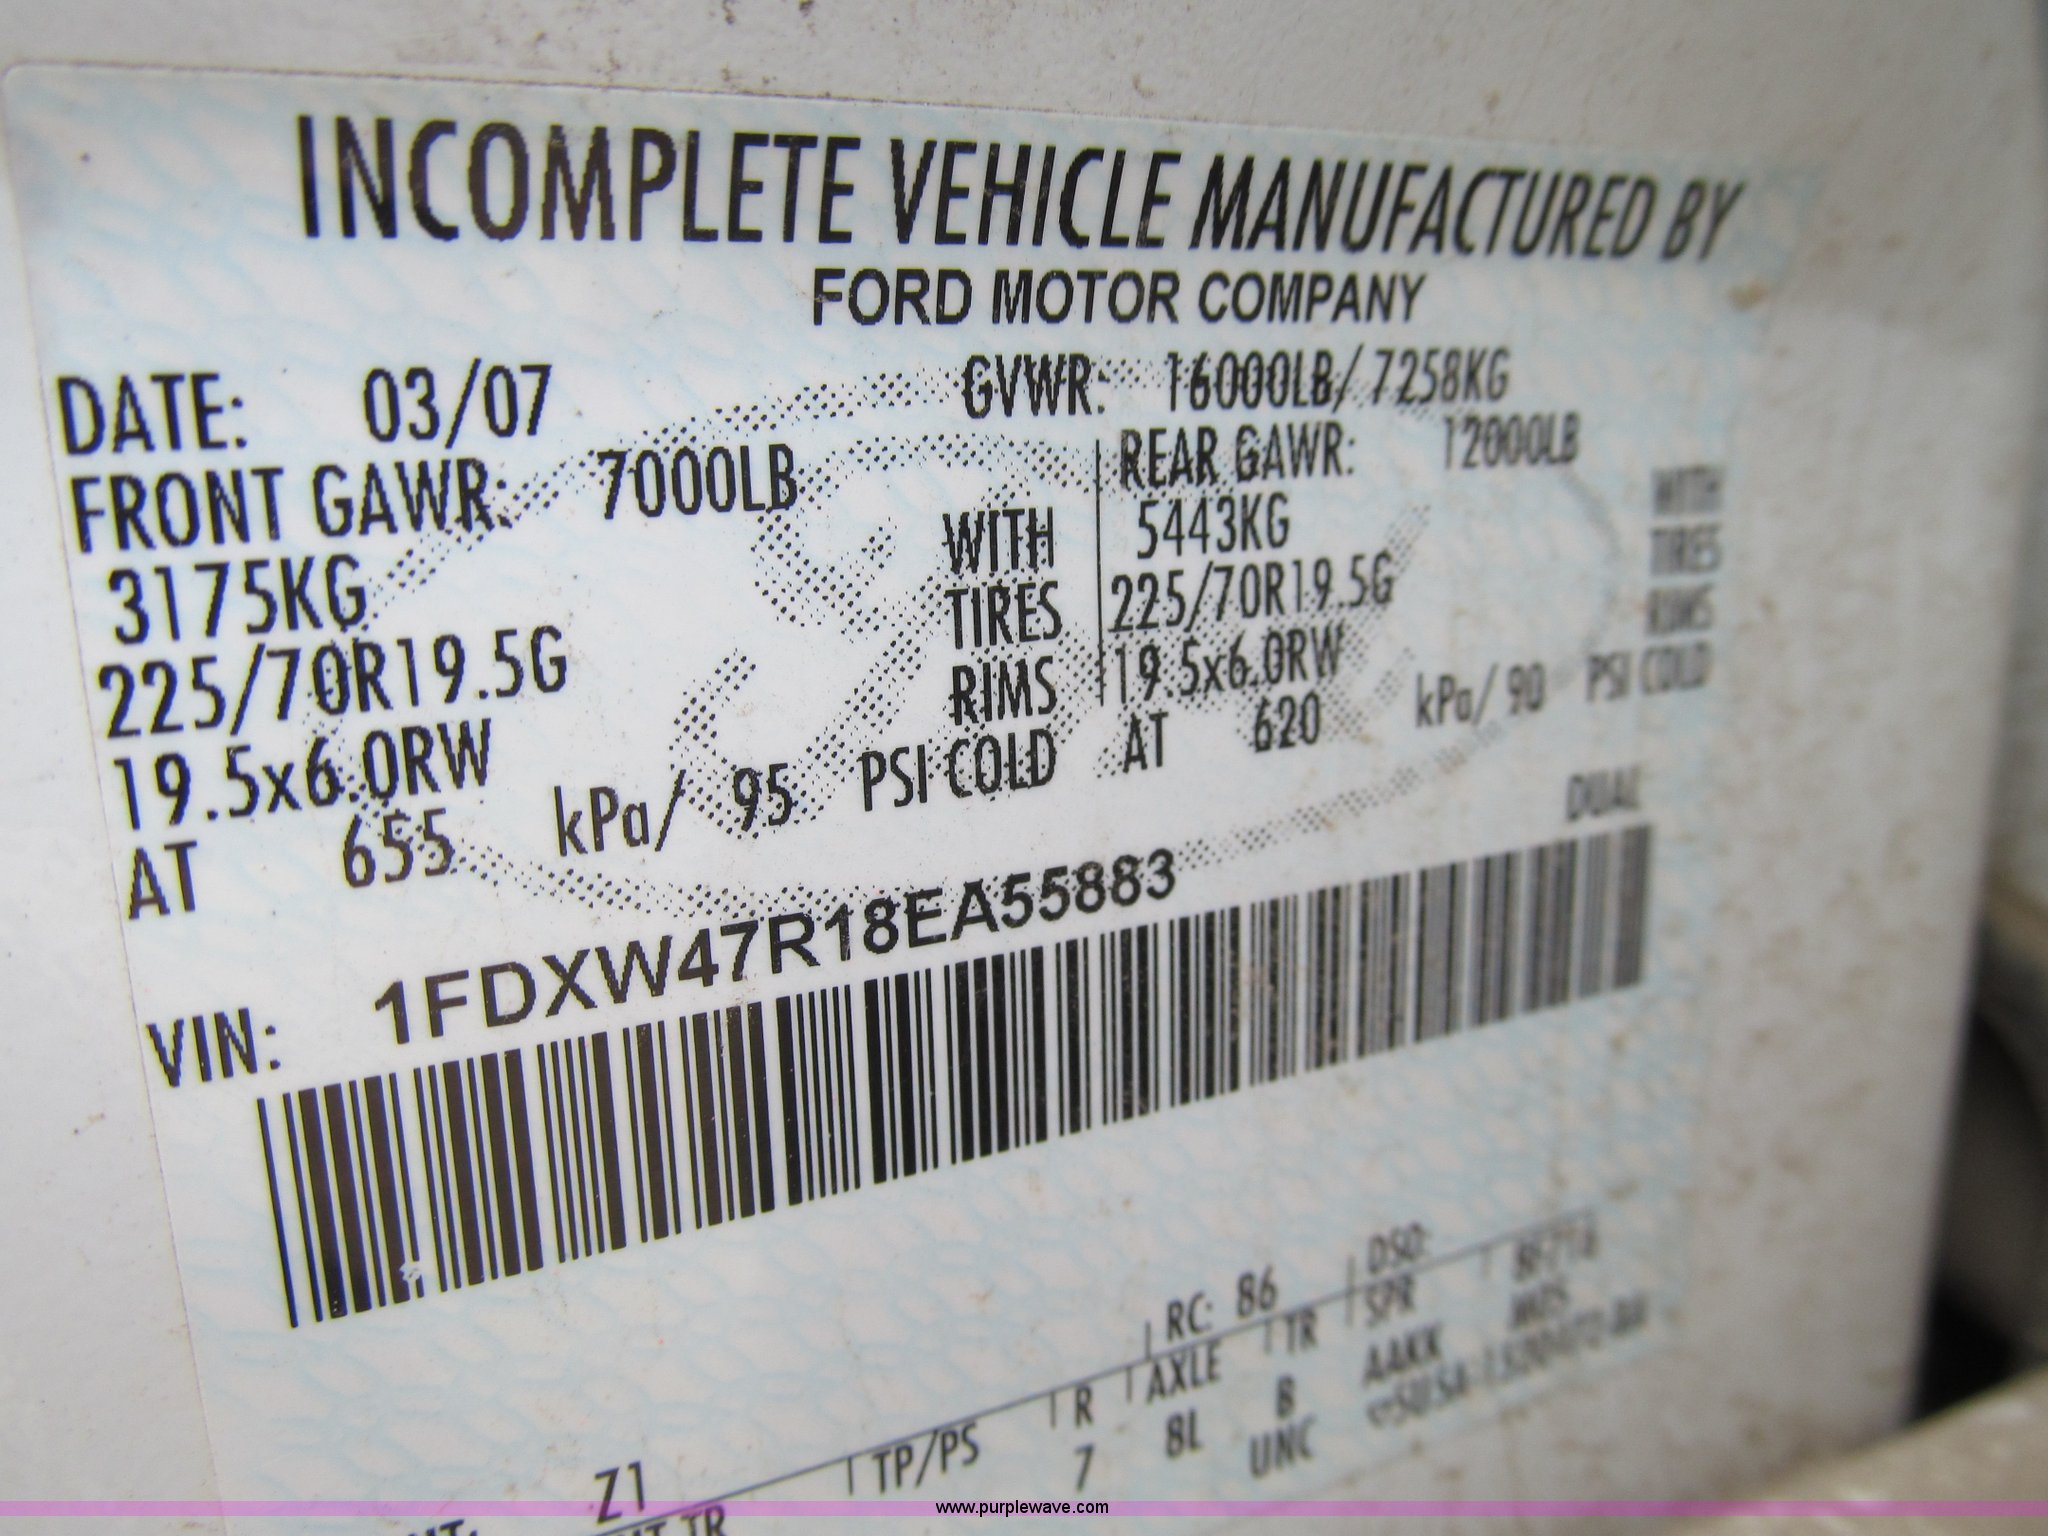 INCOMPLETE VEHICLE MANUFACTURED BY
FORD MOTOR COMPANY
DATE: 03/07 GVWR: 16000LB/ 7258KG
FRONT GAWR: 7000LB REAR GAWR: 12000LB
3175KG WITH 5443KG WITH
225/70R19.5G TIRES 225/70R19.5G TIRES
19.5x6.0RW RIMS 19.5x6.0RW RIMS
AT 655 kPa/ 95 PSI COLD AT 620 kPa/ 90 PSI COLD
DUAL
VIN: 1FDXW47R18EA55883
RC: 86 DSO:
Z1 TP/PS R AXLE TR SPR
7 8L B AAKK
UNC
www.purplewave.com